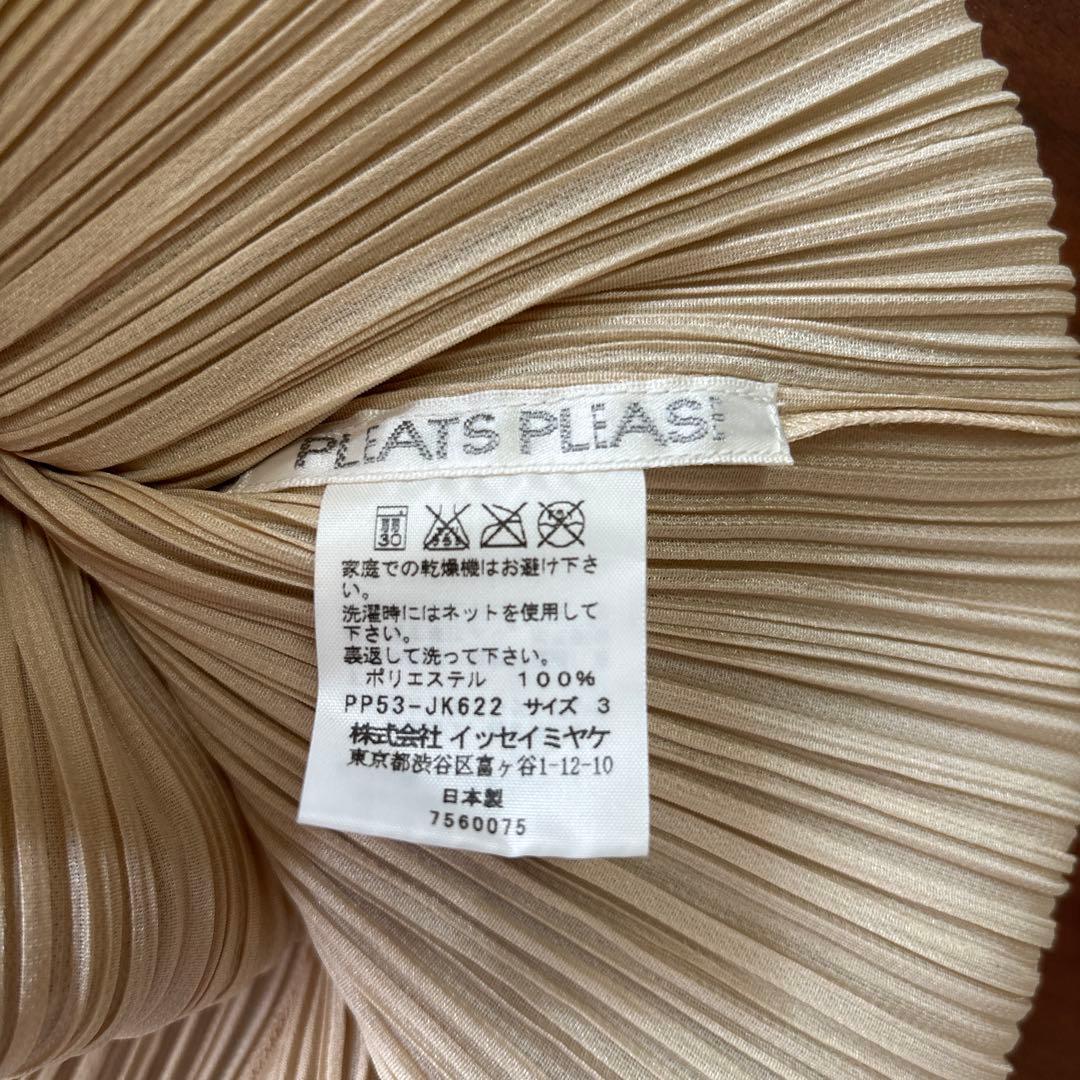 PLEATS PLEASE
30
家庭での乾燥機はお避け下さ
い。
洗濯時にはネットを使用して
下さい。
裏返して洗って下さい。
ポリエステル 100%
PP53-JK622 サイズ 3
株式会社 イッセイミヤケ
東京都渋谷区富ヶ谷1-12-10
日本製
7560075